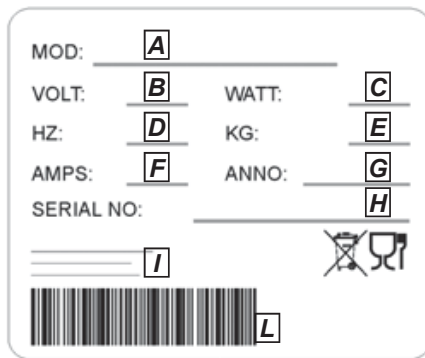 MOD: A
VOLT: B WATT: C
HZ: D KG: E
AMPS: F ANNO: G
SERIAL NO: H
I
L